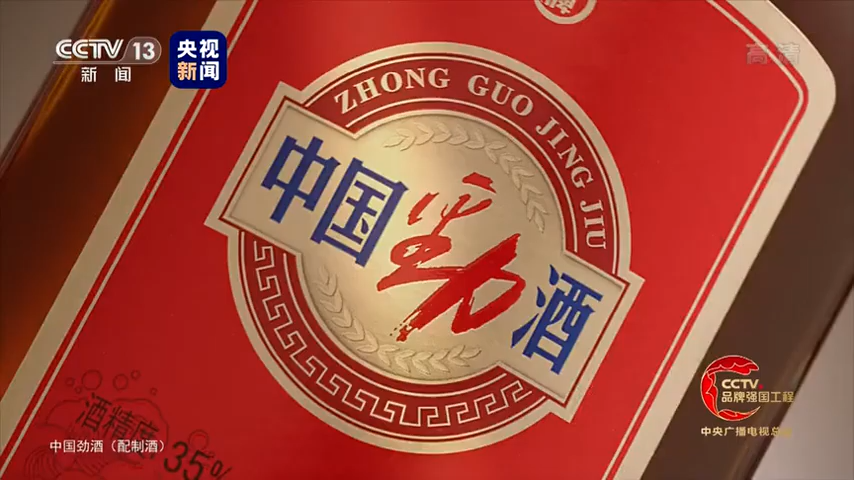 CCTV 13
新闻
央视
新闻
高清
牌
ZHONG GUO JING JIU
中国劲酒
酒精度
35%
中国劲酒（配制酒）
CCTV
品牌强国工程
中央广播电视总